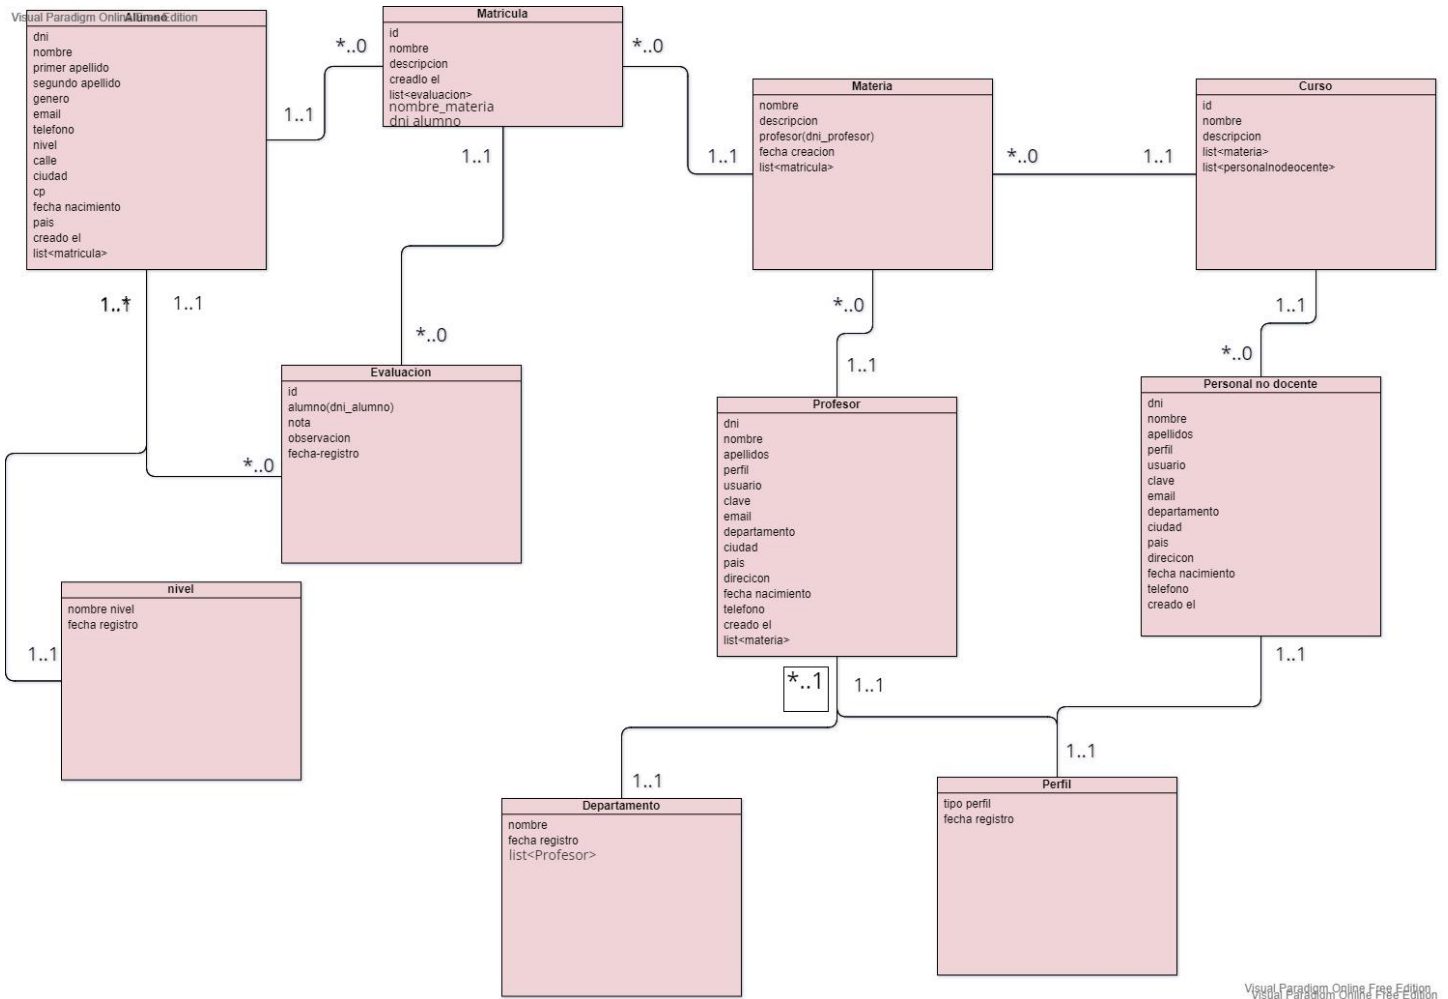 Visual Paradigm Online Free Edition
Alumno
dni
nombre
primer apellido
segundo apellido
genero
email
telefono
nivel
calle
ciudad
cp
fecha nacimiento
pais
creado el
list<matricula>
Matricula
id
nombre
descripcion
creadlo el
list<evaluacion>
nombre_materia
dni alumno
*..0
1..1
*..0
1..1
1..1
*..0
Materia
nombre
descripcion
profesor(dni_profesor)
fecha creacion
list<matricula>
*..0
1..1
Curso
id
nombre
descripcion
list<materia>
list<personalnodeocente>
1..*
1..1
*..0
*..0
1..1
1..1
*..0
Evaluacion
id
alumno(dni_alumno)
nota
observacion
fecha-registro
Profesor
dni
nombre
apellidos
perfil
usuario
clave
email
departamento
ciudad
pais
direcicon
fecha nacimiento
telefono
creado el
list<materia>
Personal no docente
dni
nombre
apellidos
perfil
usuario
clave
email
departamento
ciudad
pais
direcicon
fecha nacimiento
telefono
creado el
nivel
nombre nivel
fecha registro
1..1
*..1
1..1
1..1
1..1
1..1
Departamento
nombre
fecha registro
list<Profesor>
Perfil
tipo perfil
fecha registro
Visual Paradigm Online Free Edition
Visual Paradigm Online Free Edition